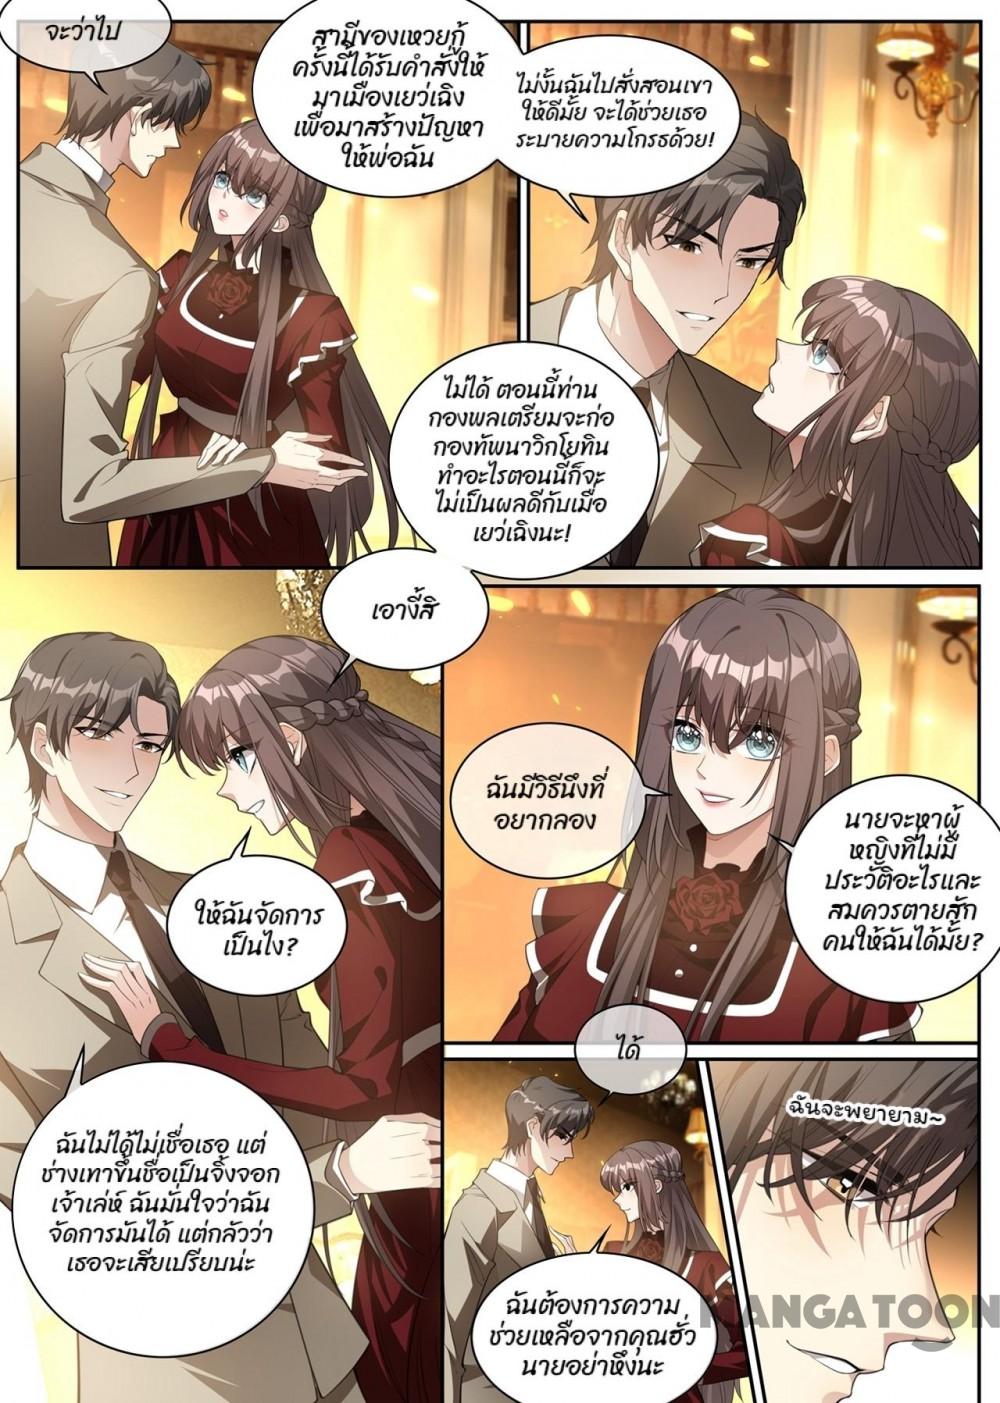 จะว่าไป
สามีของเหวยกู้
ครั้งนี้ได้รับคำสั่งให้
มาเมืองเยว่เฉิง
เพื่อมาสร้างปัญหา
ให้พ่อฉัน
ไม่งั้นฉันไปสั่งสอนเขา
ให้ดีมั้ย จะได้ช่วยเธอ
ระบายความโกรธด้วย!
ไม่ได้ ตอนนี้ท่าน
กองพลเตรียมจะก่อ
กองทัพนาวิกโยทิน
ทำอะไรตอนนี้ก็จะ
ไม่เป็นผลดีกับเมื่อ
เยว่เฉิงนะ!
เอางี้สิ
ให้ฉันจัดการ
เป็นไง?
ฉันไม่ได้ไม่เชื่อเธอ แต่
ช่างเทาขึ้นชื่อเป็นจิ้งจอก
เจ้าเล่ห์ ฉันมั่นใจว่าฉัน
จัดการมันได้ แต่กลัวว่า
เธอจะเสียเปรียบน่ะ
ฉันมีวิธีนึงที่
อยากลอง
นายจะหาผู้
หญิงที่ไม่มี
ประวัติอะไรและ
สมควรตายสัก
คนให้ฉันได้มั้ย?
ได้
ฉันต้องการความ
ช่วยเหลือจากคุณฮั่ว
นายอย่าหึงนะ
ฉันจะพยายาม~
MANGATOON